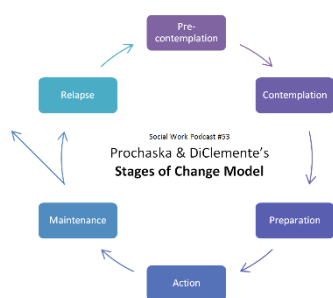 Pre-
contemplation
Relapse
Contemplation
Social Work Podcast #53
Prochaska & DiClemente's
Stages of Change Model
Maintenance
Preparation
Action